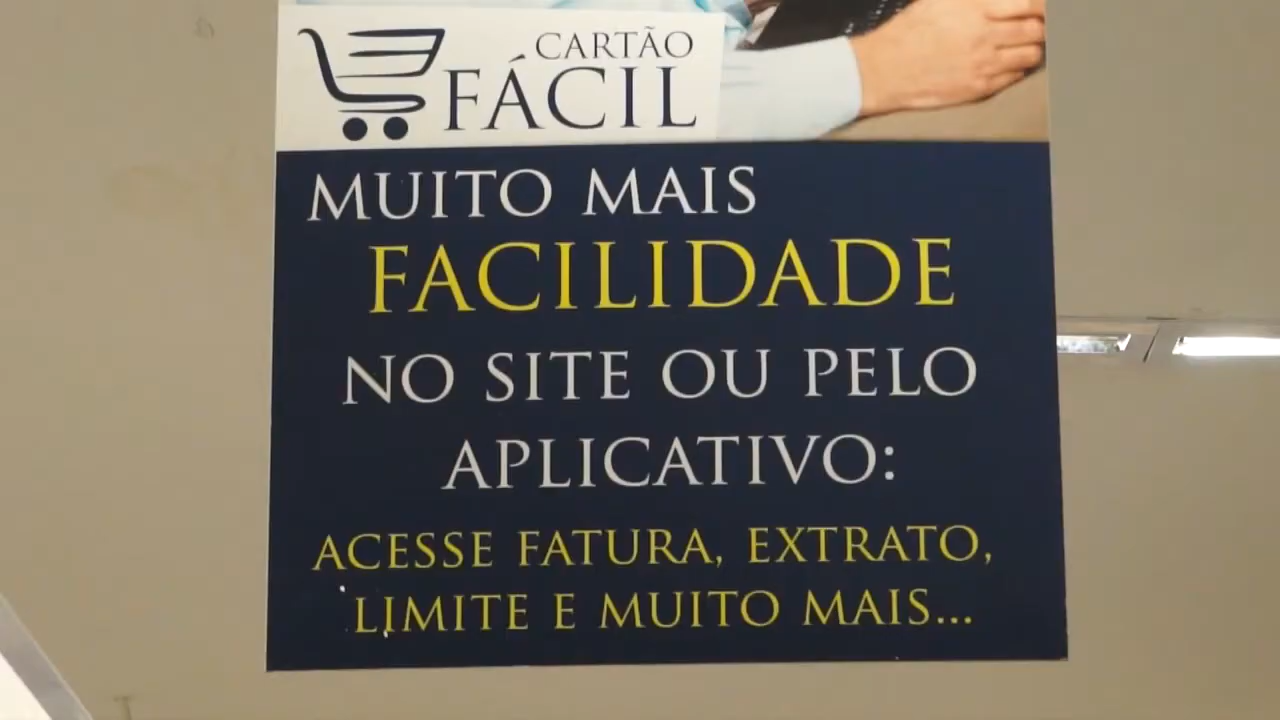 CARTÃO
FÁCIL
MUITO MAIS
FACILIDADE
NO SITE OU PELO
APLICATIVO:
ACESSE FATURA, EXTRATO,
LIMITE E MUITO MAIS...